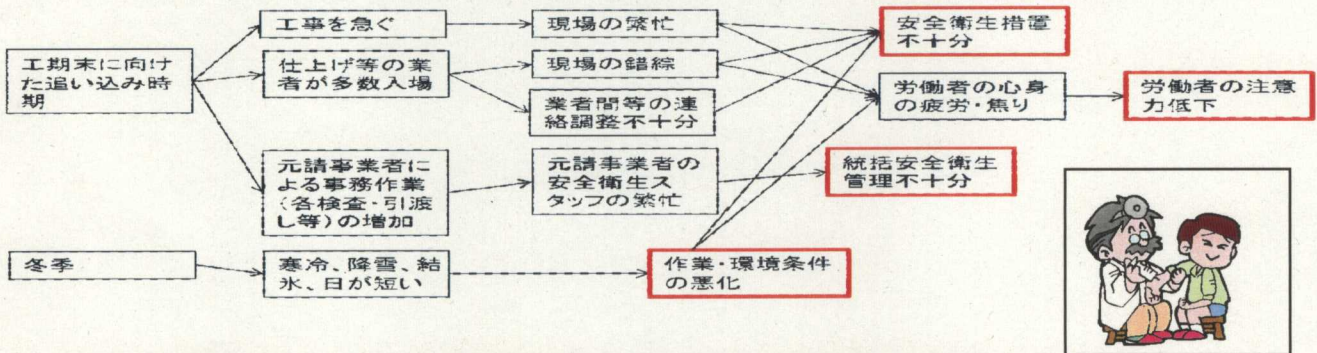 工期末に向け
た追い込み時
期
工事を急ぐ
仕上げ等の業
者が多数入場
元請事業者に
よる事務作業
(各検査・引渡
し等)の増加
現場の繁忙
現場の錯綜
業者間等の連
絡調整不十分
元請事業者の
安全衛生ス
タッフの繁忙
安全衛生措置
不十分
労働者の心身
の疲労・焦り
労働者の注意
力低下
統括安全衛生
管理不十分
冬季
寒冷、降雪、結
氷、日が短い
作業・環境条件
の悪化